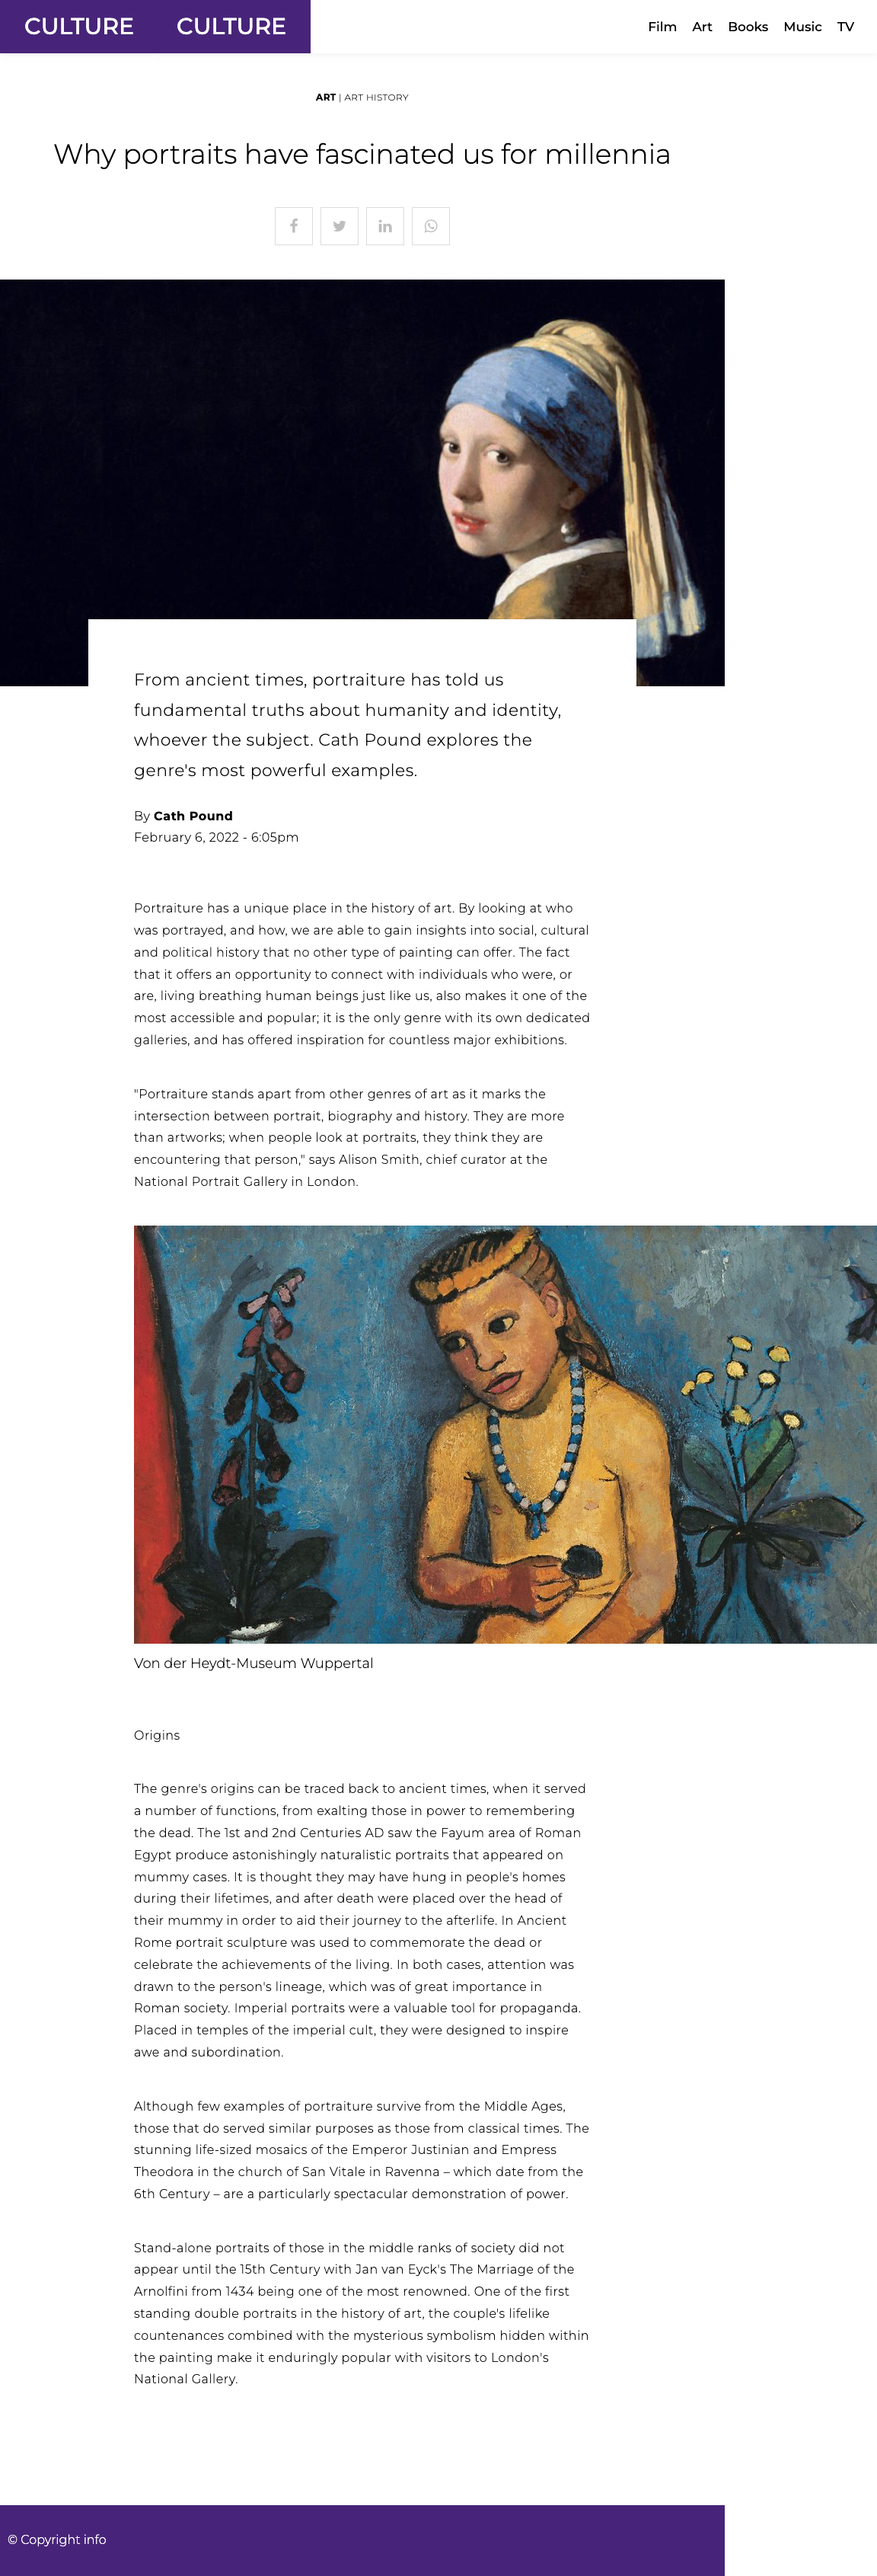 CULTURE CULTURE Film Art Books Music TV
ART | ART HISTORY
Why portraits have fascinated us for millennia
From ancient times, portraiture has told us
fundamental truths about humanity and identity,
whoever the subject. Cath Pound explores the
genre's most powerful examples.
By Cath Pound
February 6, 2022 - 6:05pm
Portraiture has a unique place in the history of art. By looking at who
was portrayed, and how, we are able to gain insights into social, cultural
and political history that no other type of painting can offer. The fact
that it offers an opportunity to connect with individuals who were, or
are, living breathing human beings just like us, also makes it one of the
most accessible and popular; it is the only genre with its own dedicated
galleries, and has offered inspiration for countless major exhibitions.
"Portraiture stands apart from other genres of art as it marks the
intersection between portrait, biography and history. They are more
than artworks; when people look at portraits, they think they are
encountering that person," says Alison Smith, chief curator at the
National Portrait Gallery in London.
Von der Heydt-Museum Wuppertal
Origins
The genre's origins can be traced back to ancient times, when it served
a number of functions, from exalting those in power to remembering
the dead. The 1st and 2nd Centuries AD saw the Fayum area of Roman
Egypt produce astonishingly naturalistic portraits that appeared on
mummy cases. It is thought they may have hung in people's homes
during their lifetimes, and after death were placed over the head of
their mummy in order to aid their journey to the afterlife. In Ancient
Rome portrait sculpture was used to commemorate the dead or
celebrate the achievements of the living. In both cases, attention was
drawn to the person's lineage, which was of great importance in
Roman society. Imperial portraits were a valuable tool for propaganda.
Placed in temples of the imperial cult, they were designed to inspire
awe and subordination.
Although few examples of portraiture survive from the Middle Ages,
those that do served similar purposes as those from classical times. The
stunning life-sized mosaics of the Emperor Justinian and Empress
Theodora in the church of San Vitale in Ravenna – which date from the
6th Century – are a particularly spectacular demonstration of power.
Stand-alone portraits of those in the middle ranks of society did not
appear until the 15th Century with Jan van Eyck's The Marriage of the
Arnolfini from 1434 being one of the most renowned. One of the first
standing double portraits in the history of art, the couple's lifelike
countenances combined with the mysterious symbolism hidden within
the painting make it enduringly popular with visitors to London's
National Gallery.
© Copyright info